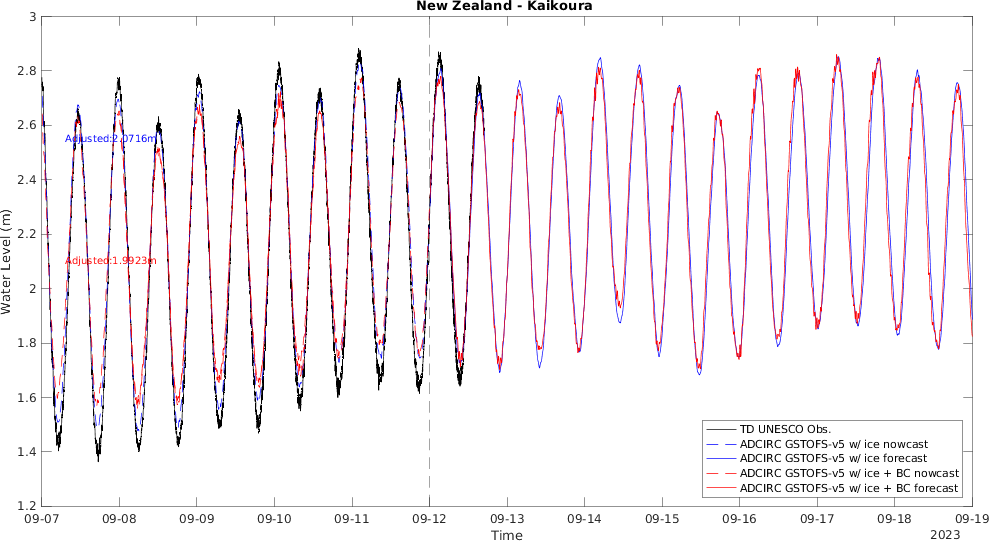 New Zealand - Kaikoura
3
2.8
2.6
2.4
2.2
2
1.8
1.6
1.4
1.2
Water Level (m)
Adjusted:2.0716m
Adjusted:1.9923m
TD UNESCO Obs.
ADCIRC GSTOFS-v5 w/ ice nowcast
ADCIRC GSTOFS-v5 w/ ice forecast
ADCIRC GSTOFS-v5 w/ ice + BC nowcast
ADCIRC GSTOFS-v5 w/ ice + BC forecast
09-07 09-08 09-09 09-10 09-11 09-12 09-13 09-14 09-15 09-16 09-17 09-18 09-19
Time
2023